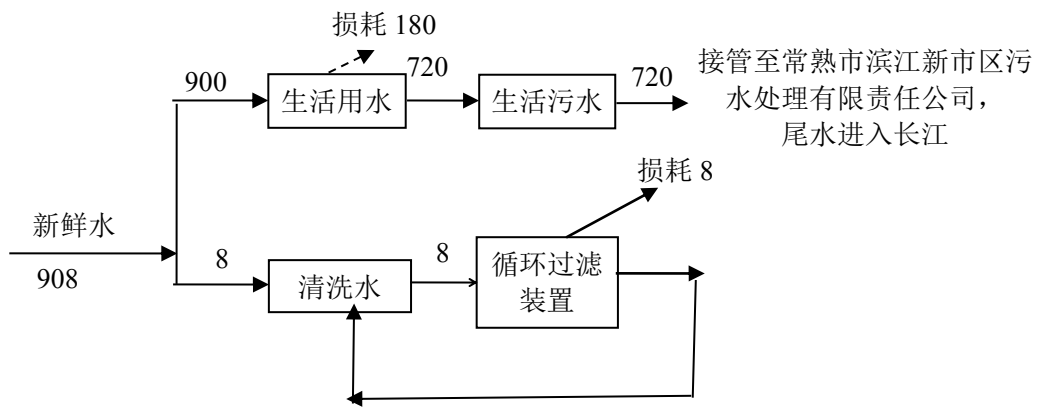 损耗 180
900
720
720
生活用水
生活污水
接管至常熟市滨江新市区污
水处理有限责任公司，
尾水进入长江
损耗 8
新鲜水
908
8
8
清洗水
循环过滤
装置